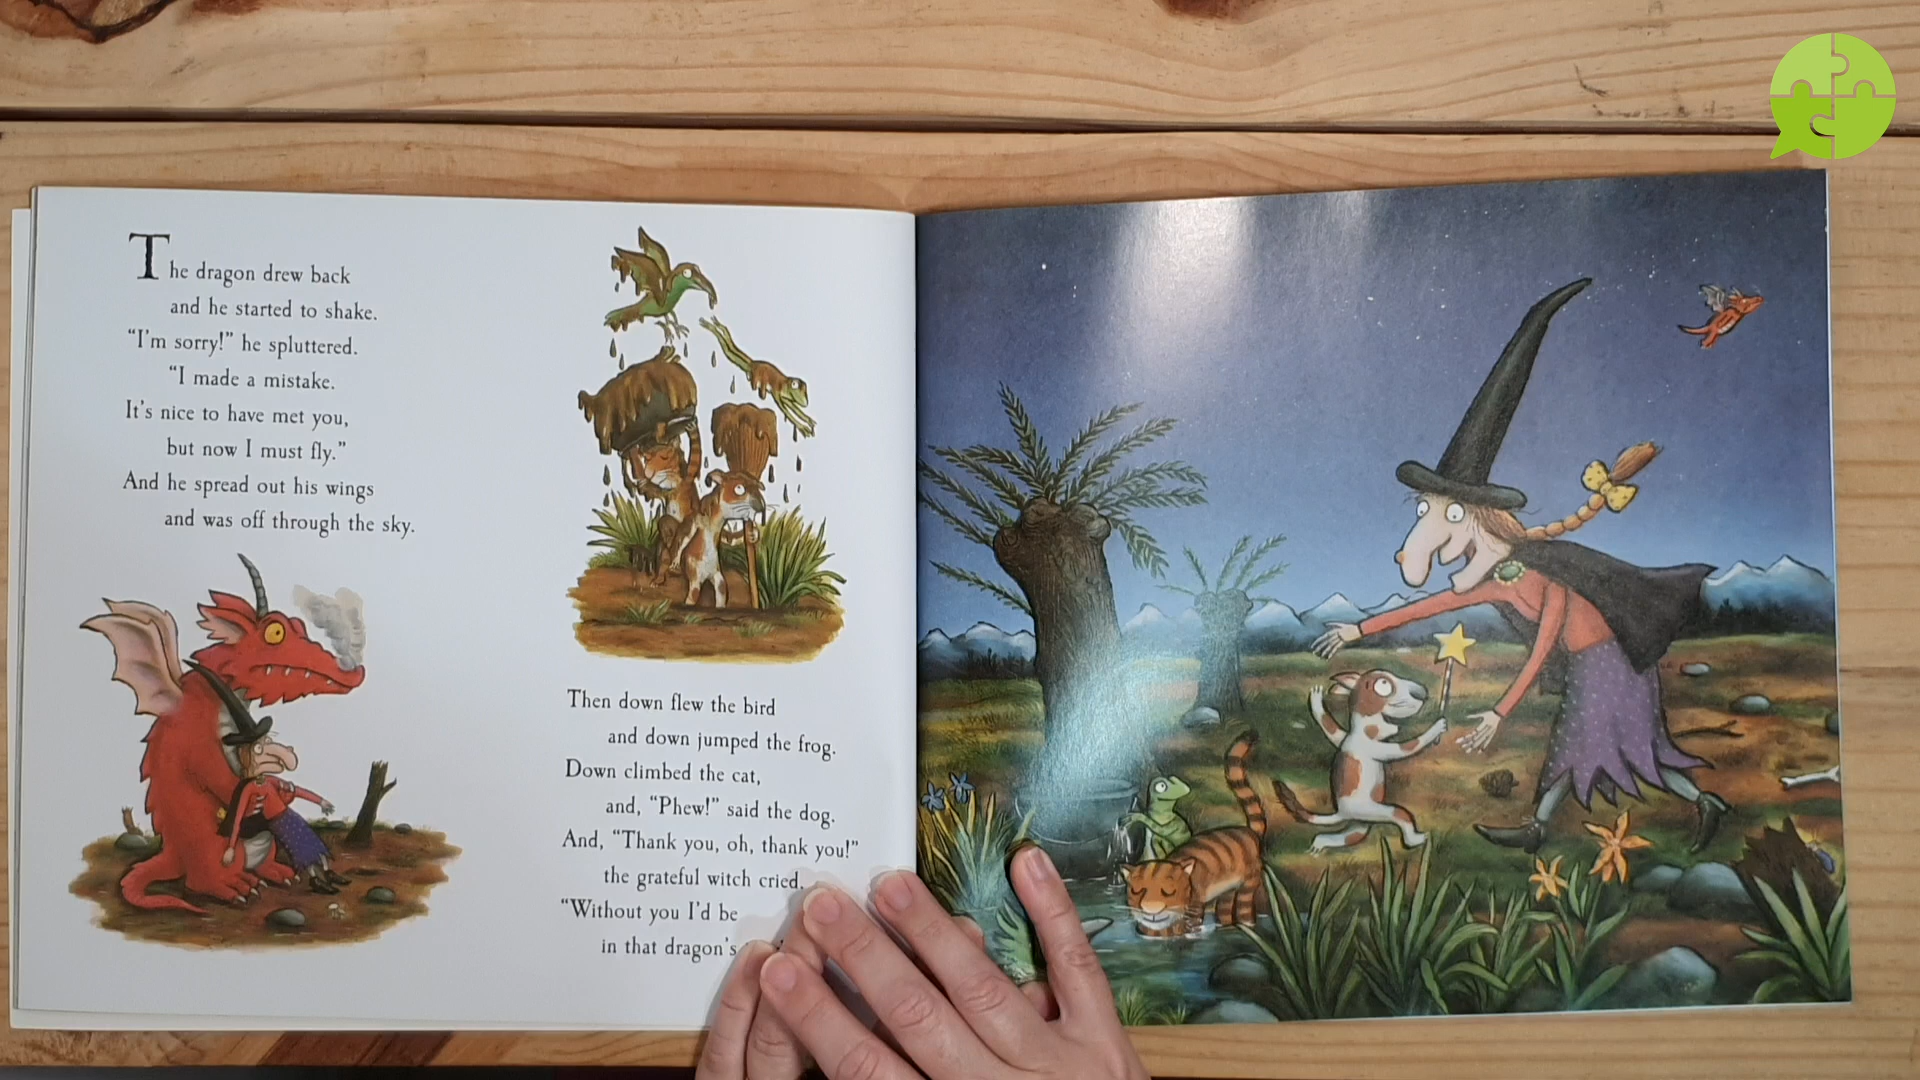 The dragon drew back
and he started to shake.
“I’m sorry!” he spluttered.
“I made a mistake.
It’s nice to have met you,
but now I must fly.”
And he spread out his wings
and was off through the sky.
Then down flew the bird
and down jumped the frog.
Down climbed the cat,
and, “Phew!” said the dog.
And, “Thank you, oh, thank you!”
the grateful witch cried.
“Without you I’d be
in that dragon’s